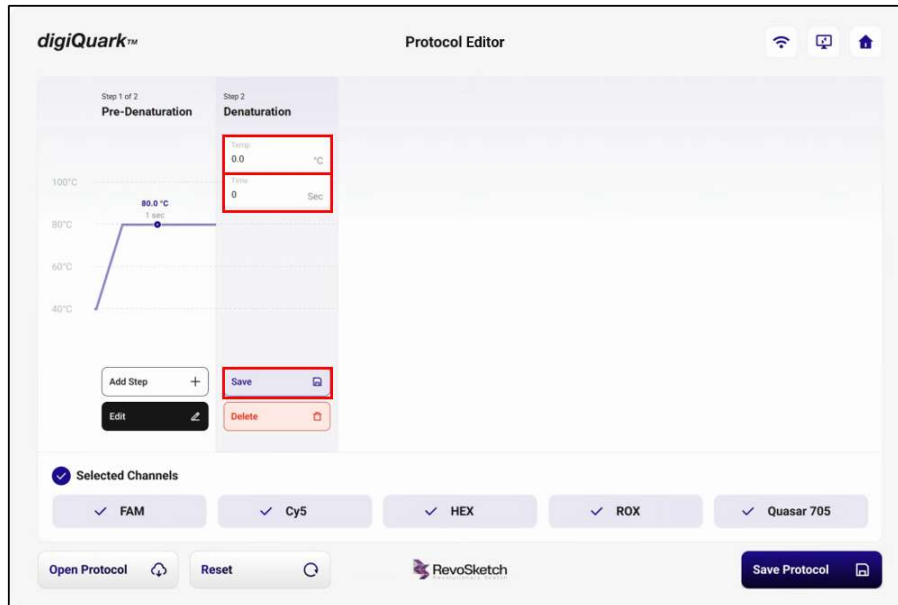 digiQuark™
Protocol Editor
Step 1 of 2
Pre-Denaturation
Step 2
Denaturation
Temp
0.0 °C
Time
0 Sec
100°C
80°C
60°C
40°C
80.0 °C
1 sec
Add Step
Edit
Save
Delete
Selected Channels
FAM
Cy5
HEX
ROX
Quasar 705
Open Protocol
Reset
RevoSketch
Revolutionary Sketch
Save Protocol